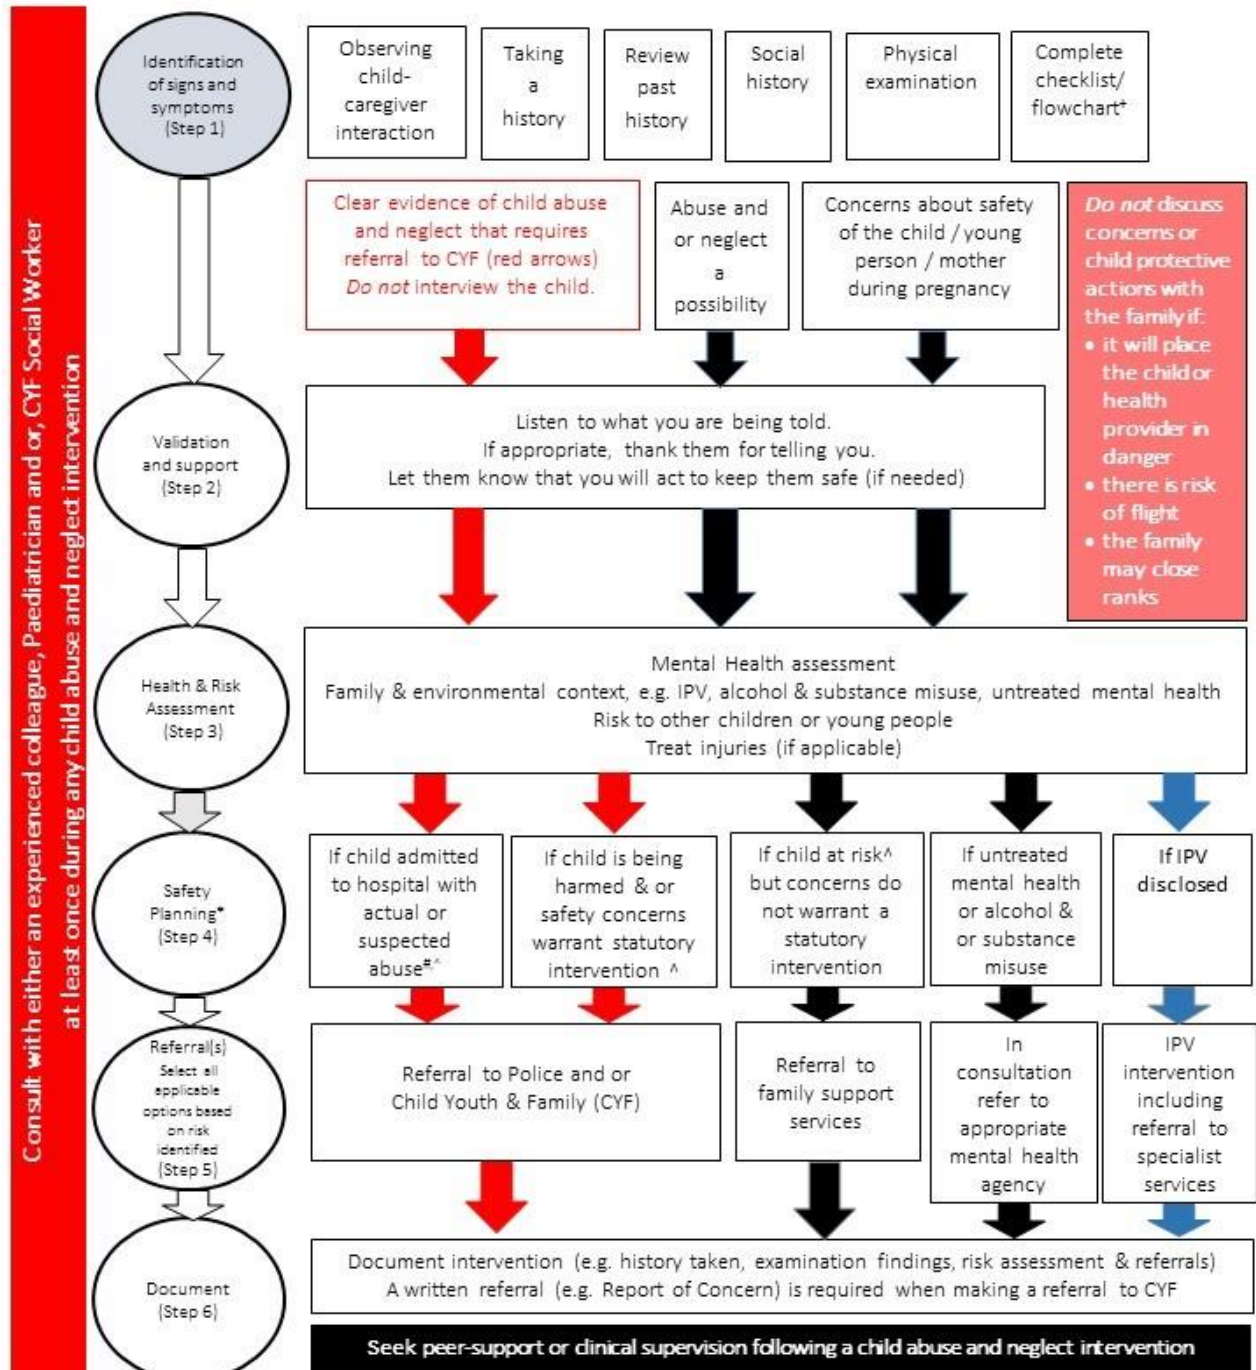 Consult with either an experienced colleague, Paediatrician and or, CYF Social Worker
at least once during any child abuse and neglect intervention
Identification
of signs and
symptoms
(Step 1)
Observing
child-
caregiver
interaction
Taking
a
history
Review
past
history
Social
history
Physical
examination
Complete
checklist/
flowchart⁺
Clear evidence of child abuse
and neglect that requires
referral to CYF (red arrows)
Do not interview the child.
Abuse and
or neglect
a
possibility
Concerns about safety
of the child / young
person / mother
during pregnancy
Do not discuss
concerns or
child protective
actions with
the family if:
• it will place
the child or
health
provider in
danger
• there is risk
of flight
• the family
may close
ranks
Validation
and support
(Step 2)
Listen to what you are being told.
If appropriate, thank them for telling you.
Let them know that you will act to keep them safe (if needed)
Health & Risk
Assessment
(Step 3)
Mental Health assessment
Family & environmental context, e.g. IPV, alcohol & substance misuse, untreated mental health
Risk to other children or young people
Treat injuries (if applicable)
Safety
Planning*
(Step 4)
If child admitted
to hospital with
actual or
suspected
abuse#,^
If child is being
harmed & or
safety concerns
warrant statutory
intervention ^
If child at risk^
but concerns do
not warrant a
statutory
intervention
If untreated
mental health
or alcohol &
or substance
misuse
If IPV
disclosed
Referral(s)
Select all
applicable
options based
on risk
identified
(Step 5)
Referral to Police and or
Child Youth & Family (CYF)
Referral to
family support
services
In
consultation
refer to
appropriate
mental health
agency
IPV
intervention
including
referral to
specialist
services
Document
(Step 6)
Document intervention (e.g. history taken, examination findings, risk assessment & referrals)
A written referral (e.g. Report of Concern) is required when making a referral to CYF
Seek peer-support or clinical supervision following a child abuse and neglect intervention